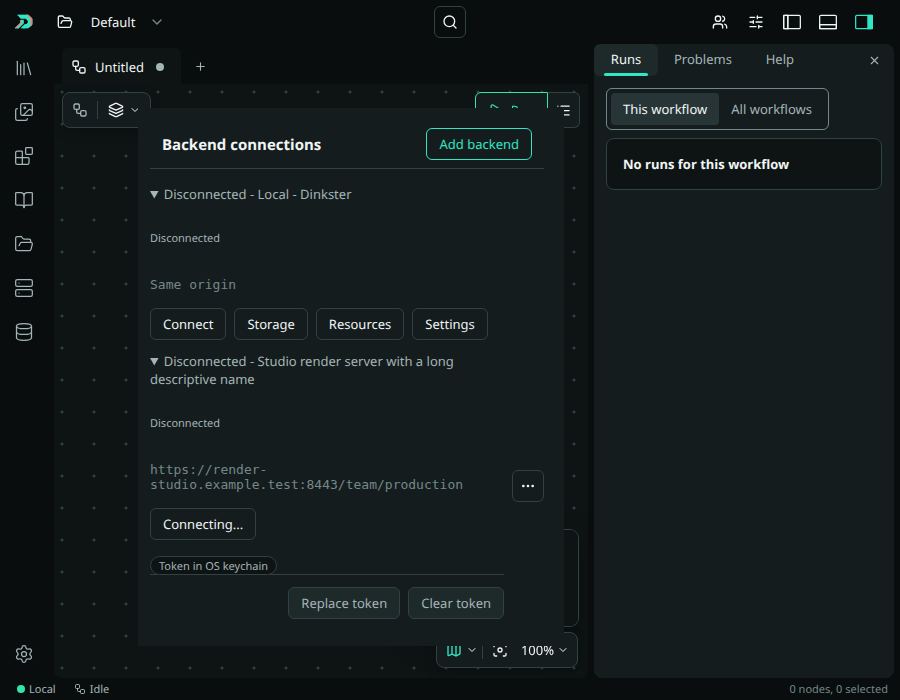 Default
Untitled
Runs
Problems
Help
This workflow
All workflows
No runs for this workflow
Backend connections
Add backend
Disconnected - Local - Dinkster
Disconnected
Same origin
Connect
Storage
Resources
Settings
Disconnected - Studio render server with a long
descriptive name
Disconnected
https://render-
studio.example.test:8443/team/production
Connecting...
Token in OS keychain
Replace token
Clear token
100%
Local
Idle
0 nodes, 0 selected